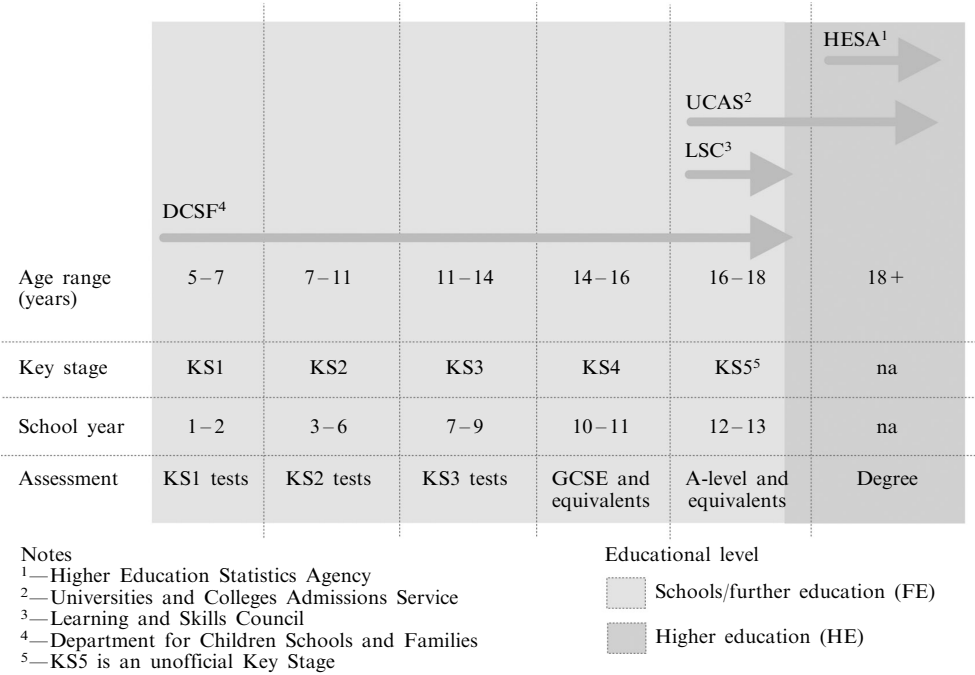 HESA¹
UCAS²
LSC³
DCSF⁴
Age range (years) 5–7 7–11 11–14 14–16 16–18 18+
Key stage KS1 KS2 KS3 KS4 KS5⁵ na
School year 1–2 3–6 7–9 10–11 12–13 na
Assessment KS1 tests KS2 tests KS3 tests GCSE and equivalents A-level and equivalents Degree
Notes
¹—Higher Education Statistics Agency
²—Universities and Colleges Admissions Service
³—Learning and Skills Council
⁴—Department for Children Schools and Families
⁵—KS5 is an unofficial Key Stage
Educational level
Schools/further education (FE)
Higher education (HE)